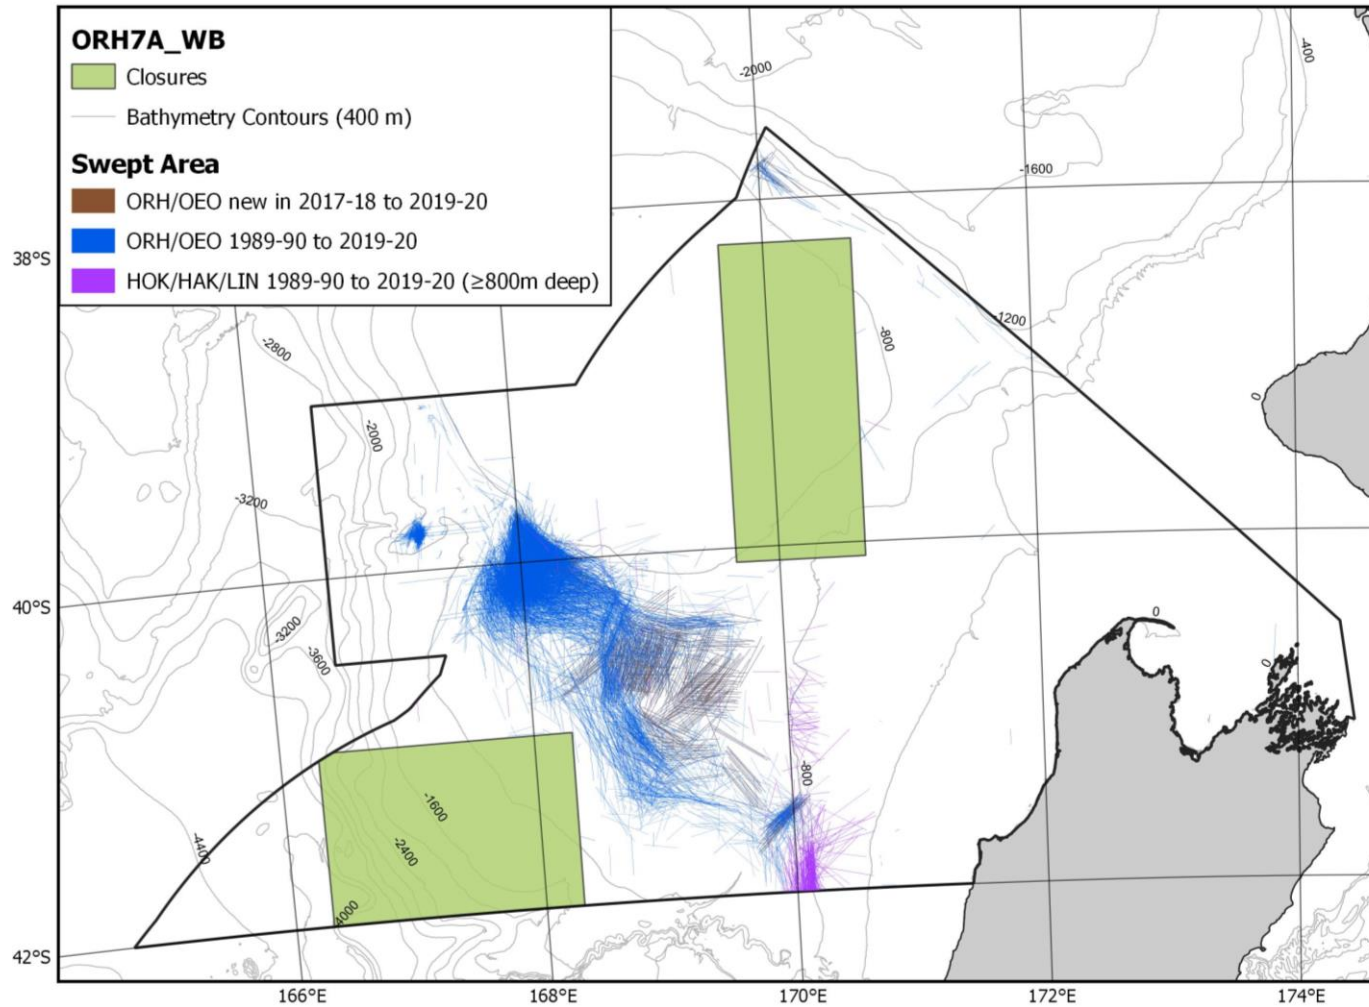 ORH7A_WB
Closures
Bathymetry Contours (400 m)
Swept Area
ORH/OEO new in 2017-18 to 2019-20
ORH/OEO 1989-90 to 2019-20
HOK/HAK/LIN 1989-90 to 2019-20 (≥800m deep)
-2000
-400
-1600
38°S
-1200
-2800
-800
0
-2000
-3200
40°S
0
-3200
-3600
0
-800
-1600
-2400
-4400
-4000
42°S
166°E
168°E
170°E
172°E
174°E